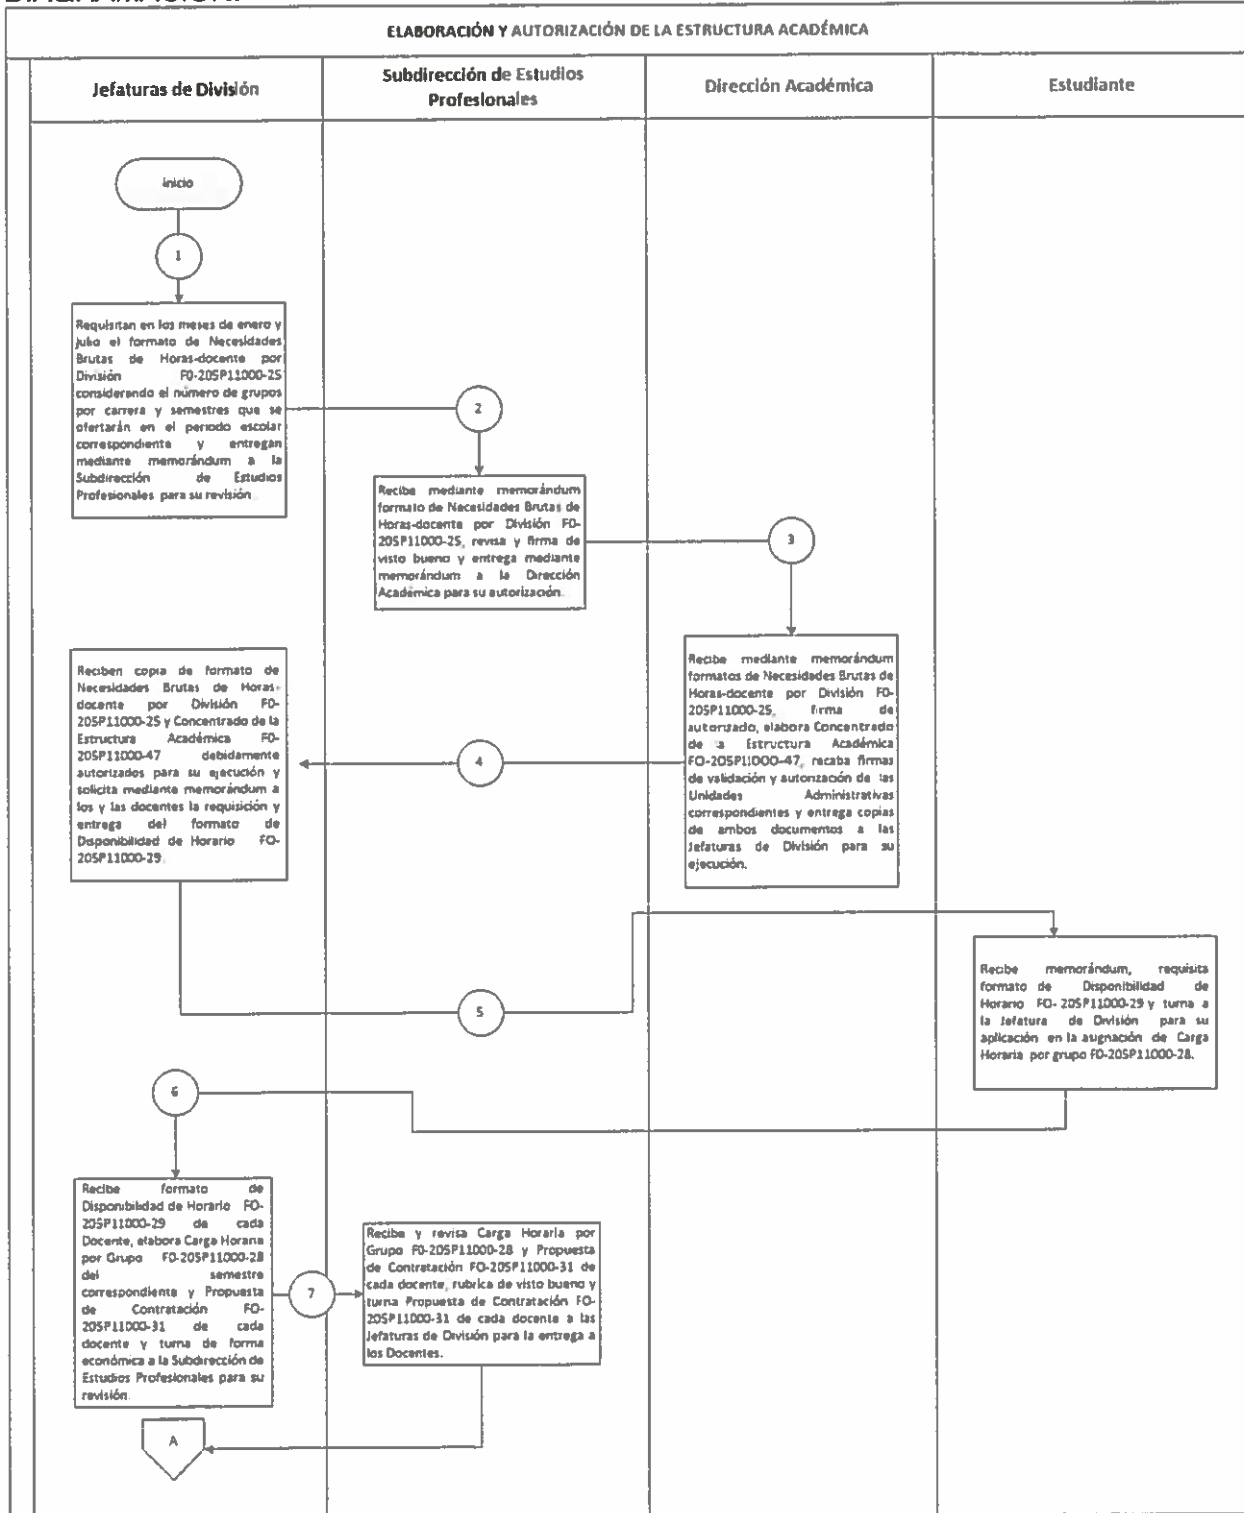 ELABORACIÓN Y AUTORIZACIÓN DE LA ESTRUCTURA ACADÉMICA
Jefaturas de División
Subdirección de Estudios
Profesionales
Dirección Académica
Estudiante
inicio
1
Requisitan en los meses de enero y
julio el formato de Necesidades
Brutas de Horas-docente por
División F0-205P11000-25
considerando el número de grupos
por carrera y semestres que se
ofertarán en el periodo escolar
correspondiente y entregan
mediante memorándum a la
Subdirección de Estudios
Profesionales para su revisión.
2
Recibe mediante memorándum
formato de Necesidades Brutas de
Horas-docente por División F0-
205P11000-25, revisa y firma de
visto bueno y entrega mediante
memorándum a la Dirección
Académica para su autorización.
3
Recibe mediante memorándum
formatos de Necesidades Brutas de
Horas-docente por División FO-
205P11000-25, firma de
autorizado, elabora Concentrado
de a Estructura Académica
FO-205P11000-47, recaba firmas
de validación y autorización de las
Unidades Administrativas
correspondientes y entrega copias
de ambos documentos a las
Jefaturas de División para su
ejecución.
4
Reciben copia de formato de
Necesidades Brutas de Horas-
docente por División F0-
205P11000-25 y Concentrado de la
Estructura Académica F0-
205P11000-47 debidamente
autorizados para su ejecución y
solicita mediante memorándum a
los y las docentes la requisición y
entrega del formato de
Disponibilidad de Horario FO-
205P11000-29.
5
Recibe memorándum, requisita
formato de Disponibilidad de
Horario FO- 205P11000-29 y turna a
la Jefatura de División para su
aplicación en la asignación de Carga
Horaria por grupo F0-205P11000-28.
6
Recibe formato de
Disponibilidad de Horario FO-
205P11000-29 de cada
Docente, elabora Carga Horaria
por Grupo F0-205P11000-28
del semestre
correspondiente y Propuesta
de Contratación FO-
205P11000-31 de cada
docente y turna de forma
económica a la Subdirección de
Estudios Profesionales para su
revisión.
7
Recibe y revisa Carga Horaria por
Grupo F0-205P11000-28 y Propuesta
de Contratación FO-205P11000-31 de
cada docente, rubrica de visto bueno y
turna Propuesta de Contratación FO-
205P11000-31 de cada docente a las
Jefaturas de División para la entrega a
los Docentes.
A